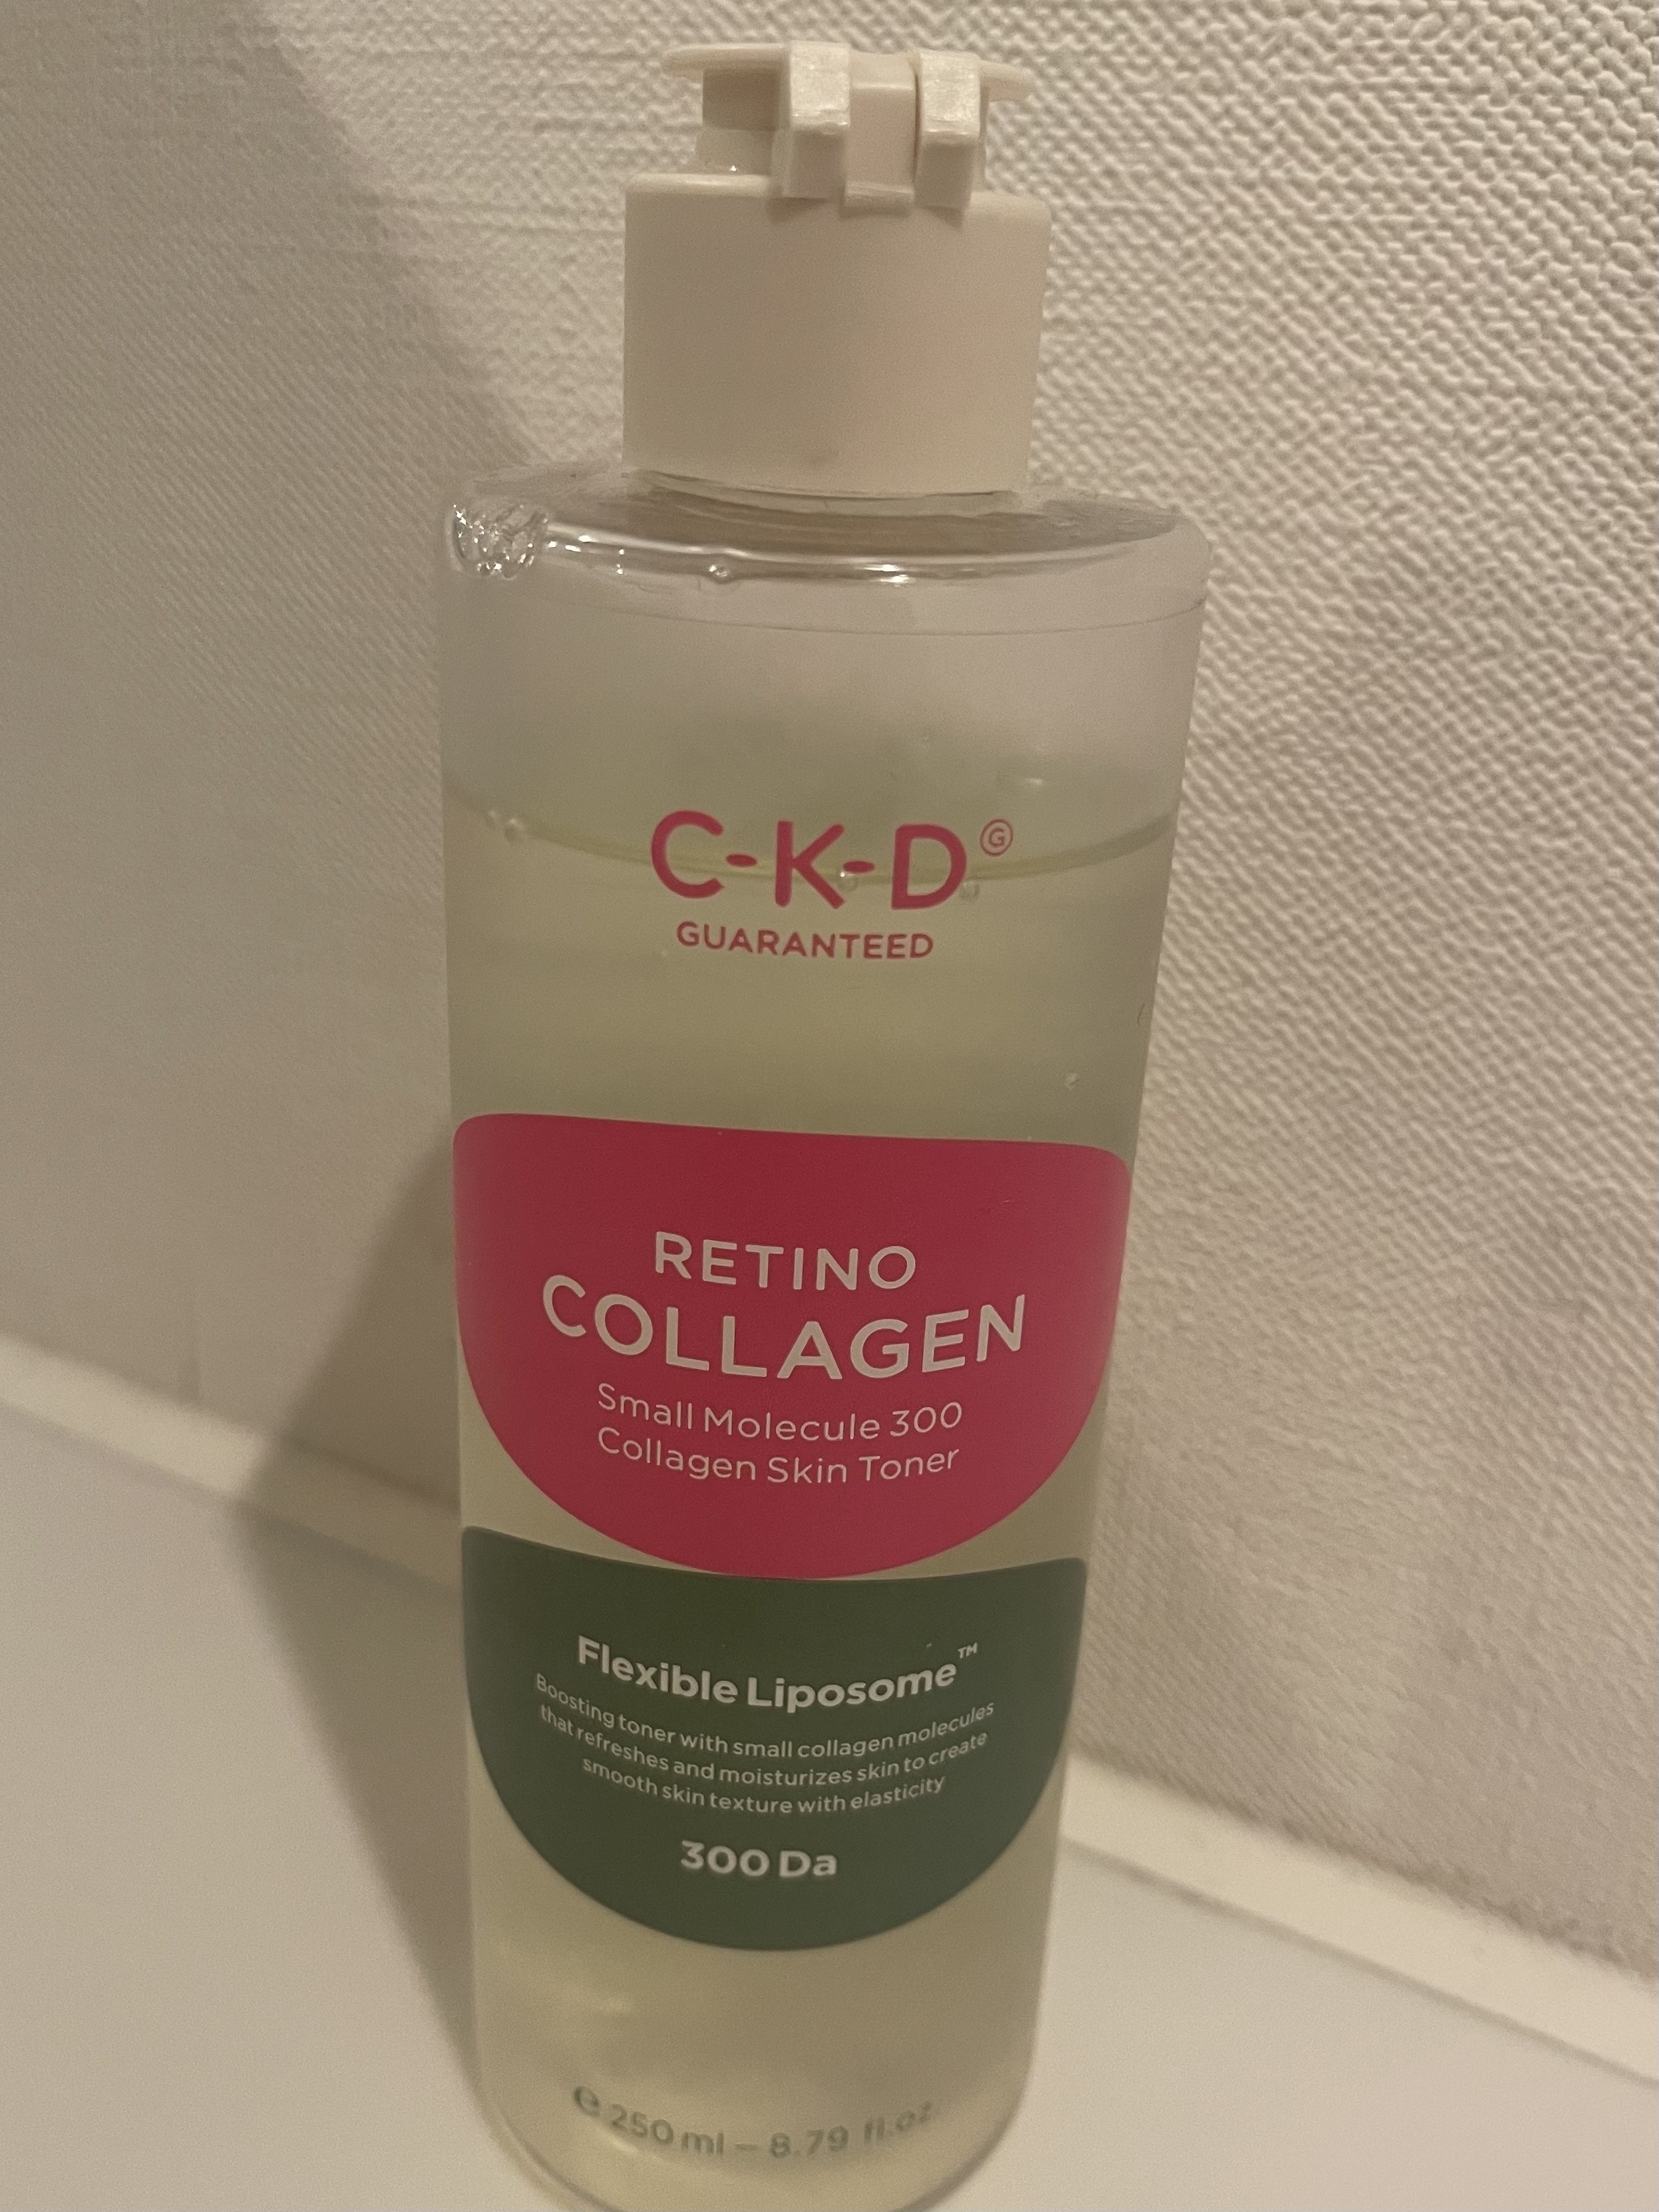 C-K-D Ⓖ
GUARANTEED
RETINO
COLLAGEN
Small Molecule 300
Collagen Skin Toner
Flexible Liposome™
Boosting toner with small collagen molecules
that refreshes and moisturizes skin to create
smooth skin texture with elasticity
300 Da
℮ 250 ml – 8.79 fl.oz.